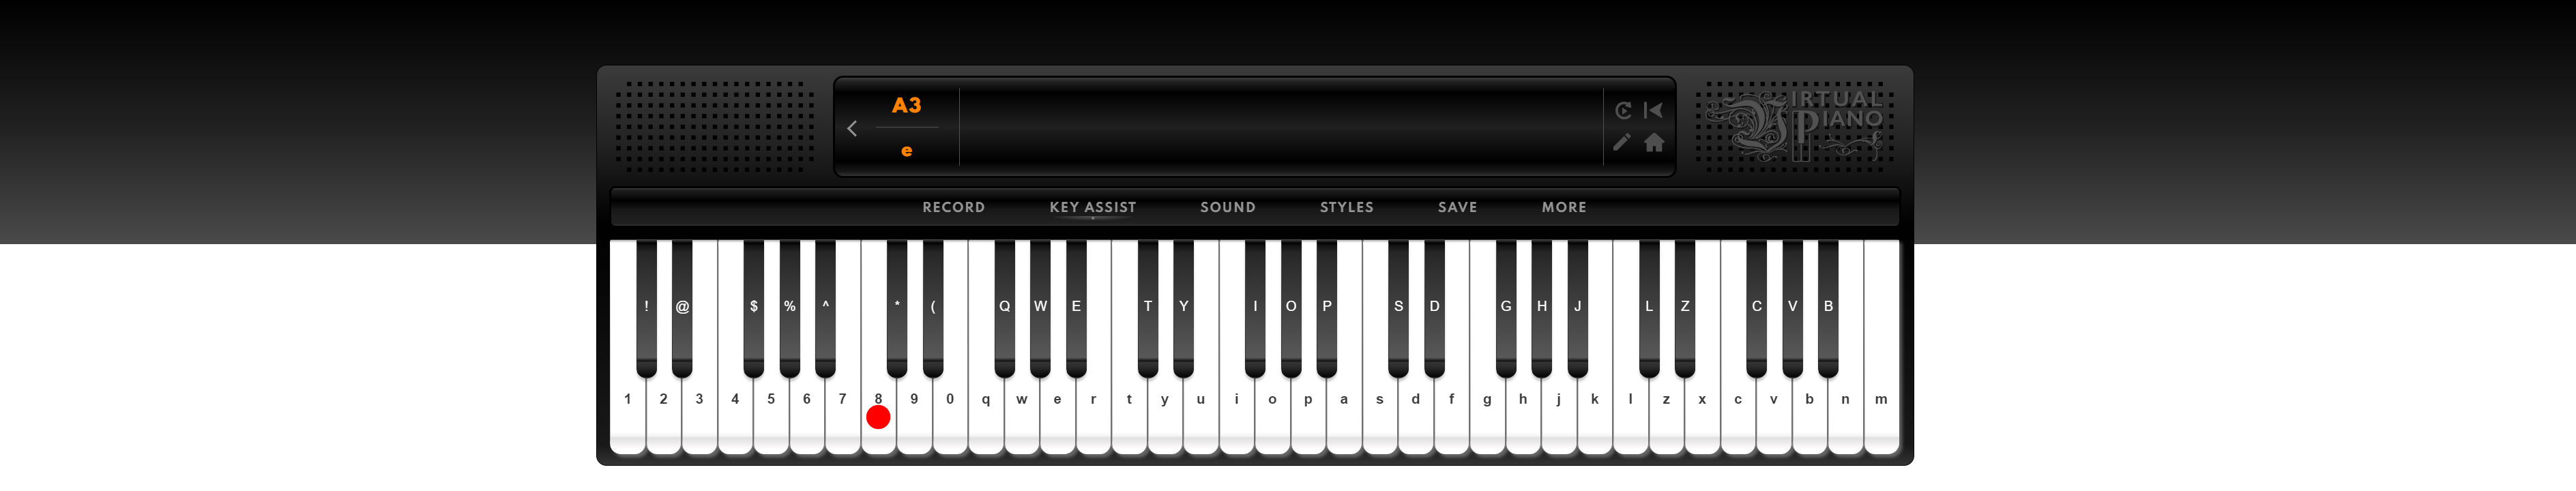 A3
e
VIRTUAL
PIANO
RECORD KEY ASSIST SOUND STYLES SAVE MORE
! @ $ % ^ * ( Q W E T Y I O P S D G H J L Z C V B
1 2 3 4 5 6 7 8 9 0 q w e r t y u i o p a s d f g h j k l z x c v b n m